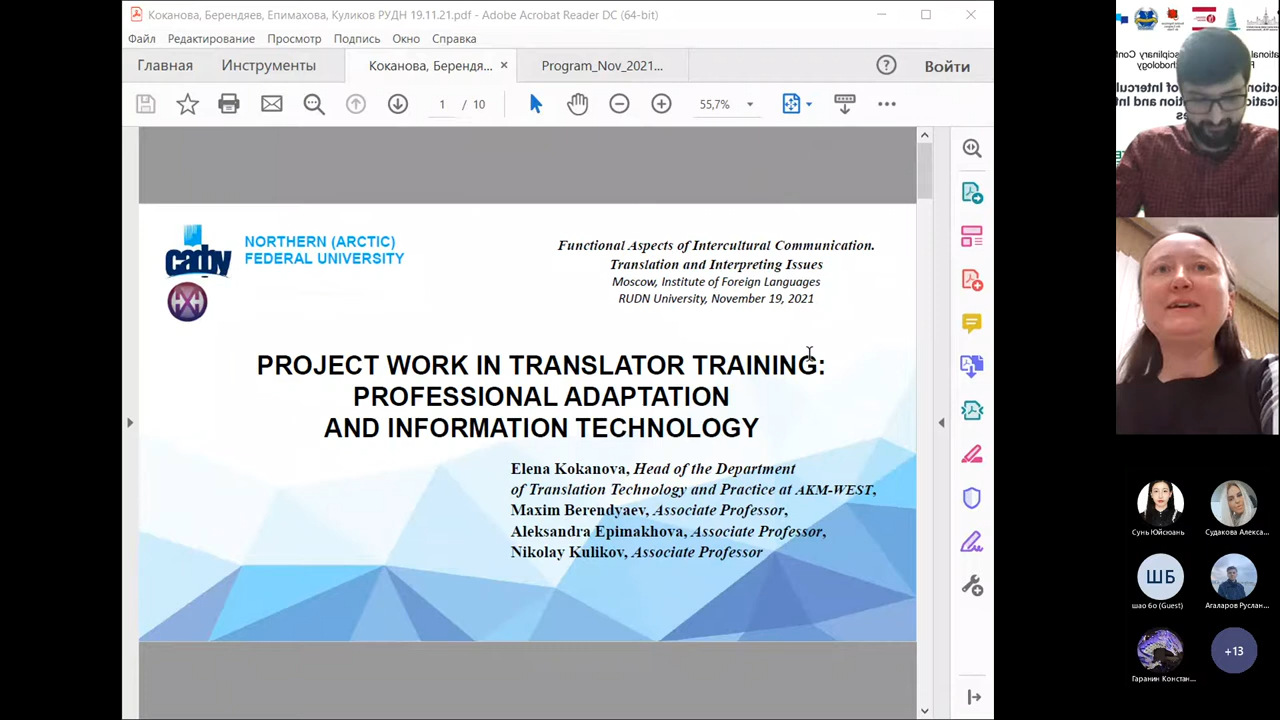 Коканова, Берендяев, Епимахова, Куликов РУДН 19.11.21.pdf - Adobe Acrobat Reader DC (64-bit)
Файл Редактирование Просмотр Подпись Окно Справка
Главная Инструменты Коканова, Берендя... × Program_Nov_2021... Войти
1 / 10 55,7%
NORTHERN (ARCTIC)
FEDERAL UNIVERSITY
Functional Aspects of Intercultural Communication.
Translation and Interpreting Issues
Moscow, Institute of Foreign Languages
RUDN University, November 19, 2021
PROJECT WORK IN TRANSLATOR TRAINING:
PROFESSIONAL ADAPTATION
AND INFORMATION TECHNOLOGY
Elena Kokanova, Head of the Department
of Translation Technology and Practice at AKM-WEST,
Maxim Berendyaev, Associate Professor,
Aleksandra Epimakhova, Associate Professor,
Nikolay Kulikov, Associate Professor
Сунь Юйсюань
Судакова Алекса...
ШБ
шао бо (Guest)
Агаларов Руслан...
Гаранин Констан...
+13